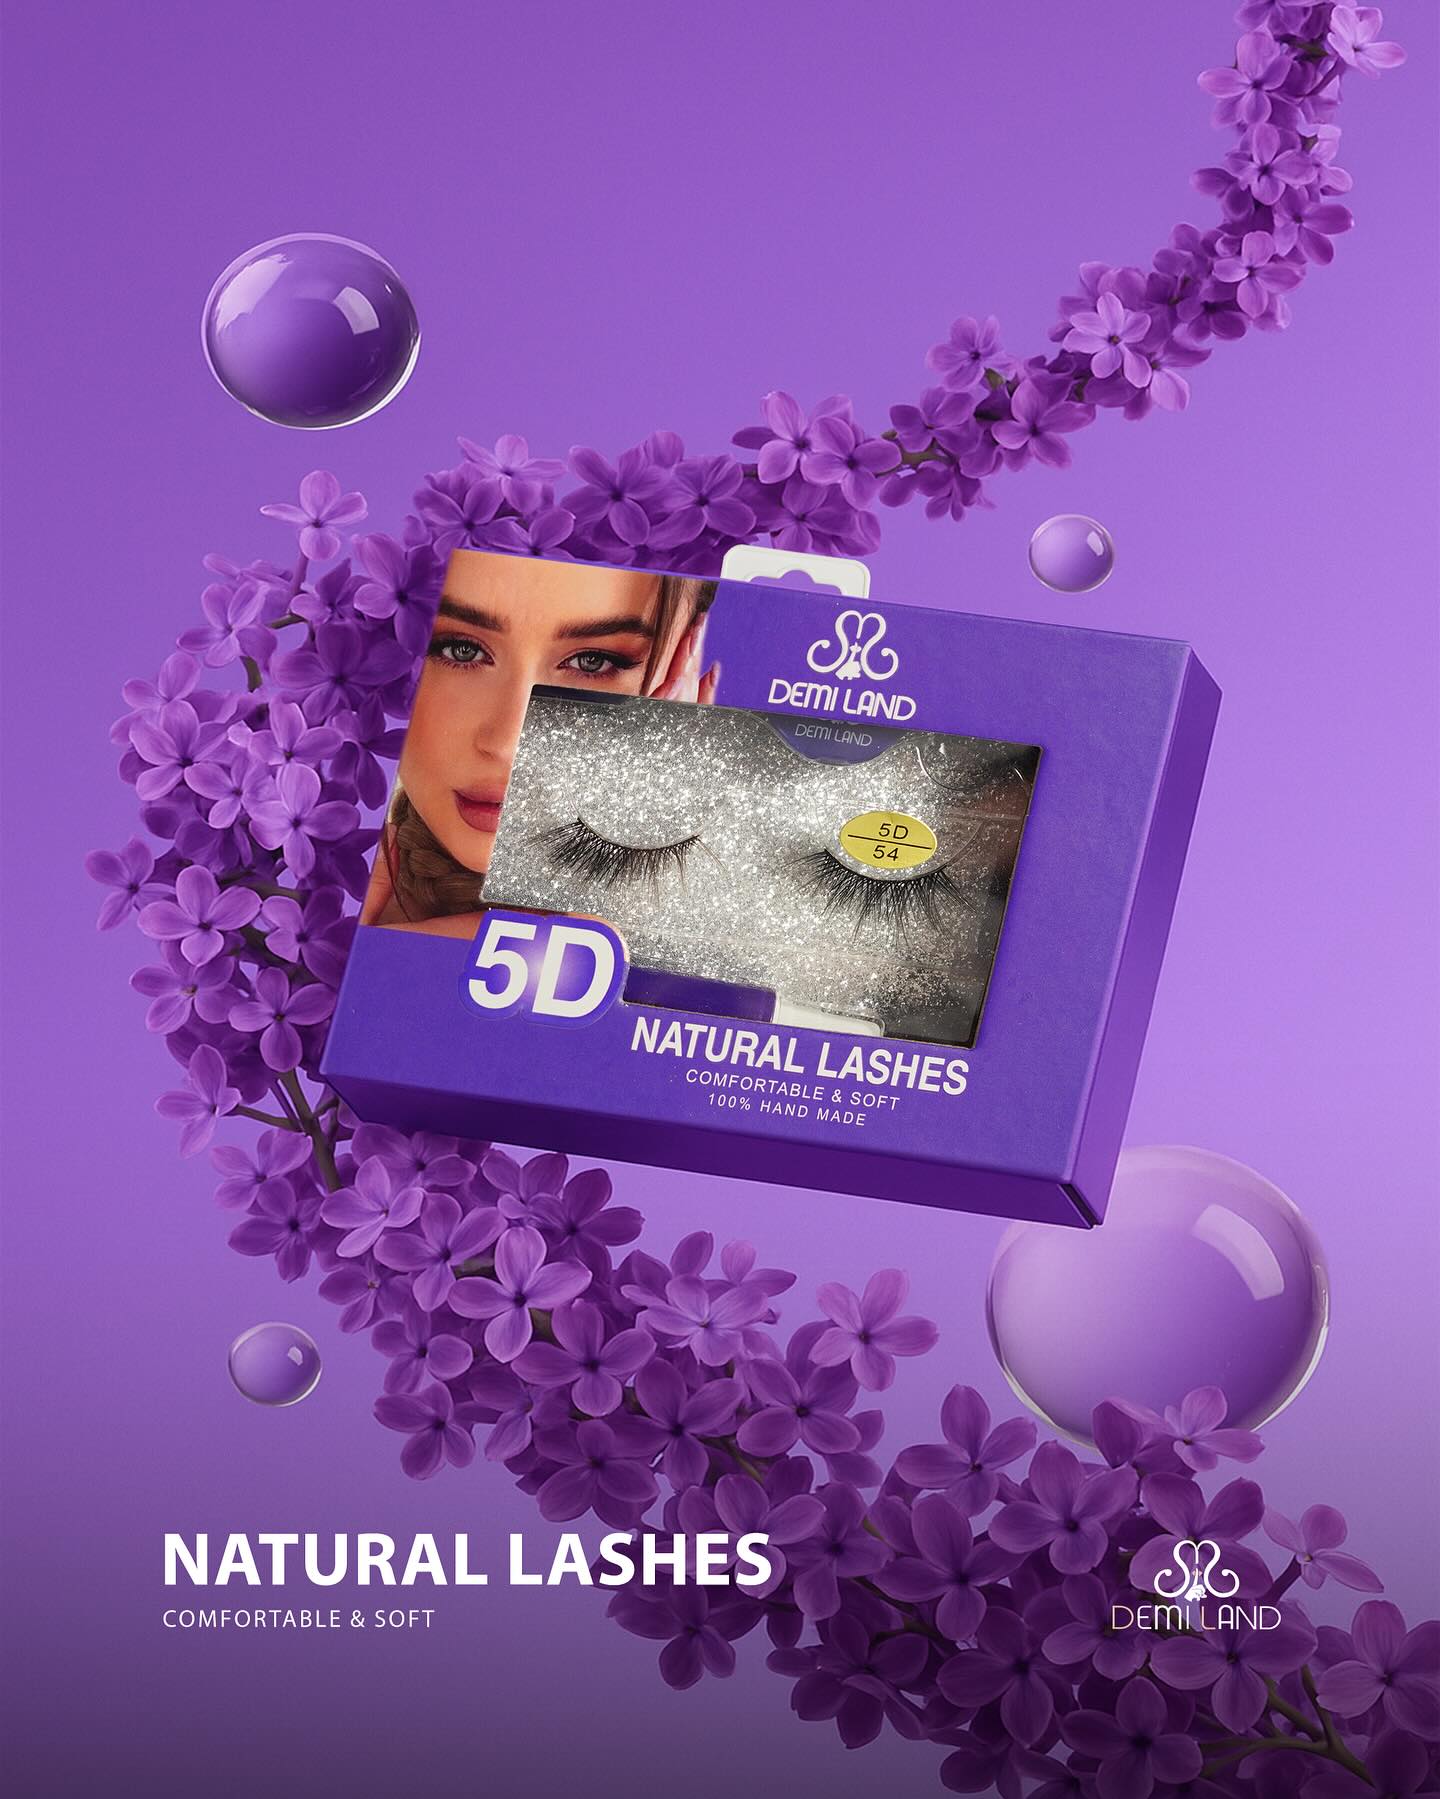 DEMI LAND
DEMI LAND
5D
54
5D
NATURAL LASHES
COMFORTABLE & SOFT
100% HAND MADE
NATURAL LASHES
COMFORTABLE & SOFT
DEMI LAND